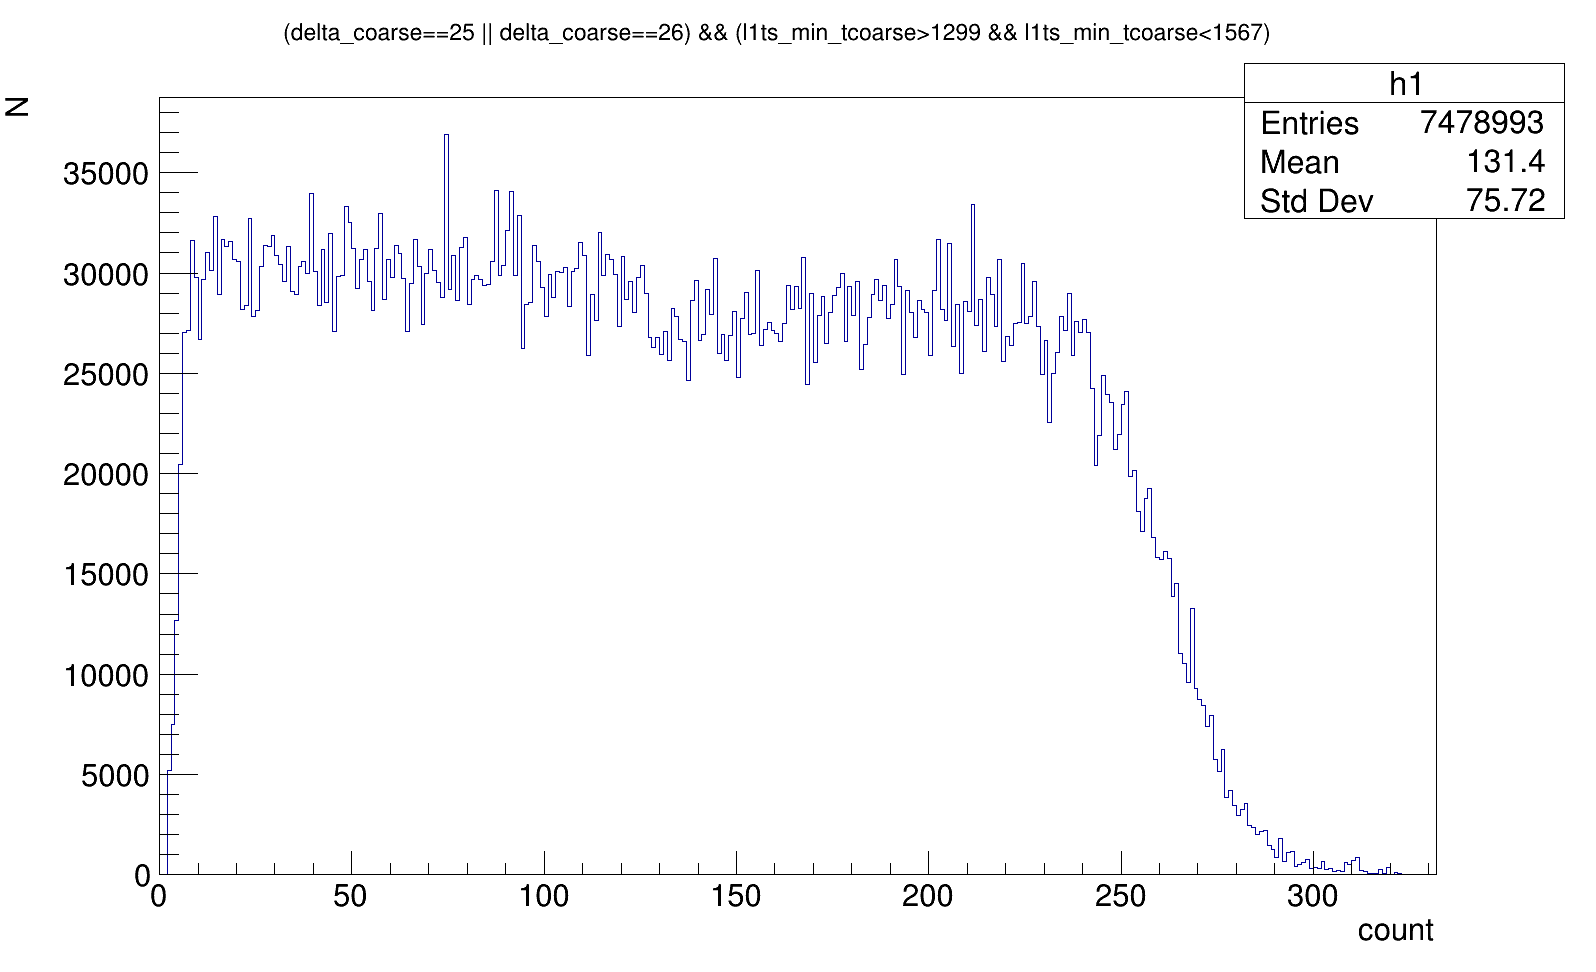 (delta_coarse==25 || delta_coarse==26) && (l1ts_min_tcoarse>1299 && l1ts_min_tcoarse<1567)
h1
Entries 7478993
Mean 131.4
Std Dev 75.72
N
35000
30000
25000
20000
15000
10000
5000
0
0 50 100 150 200 250 300
count